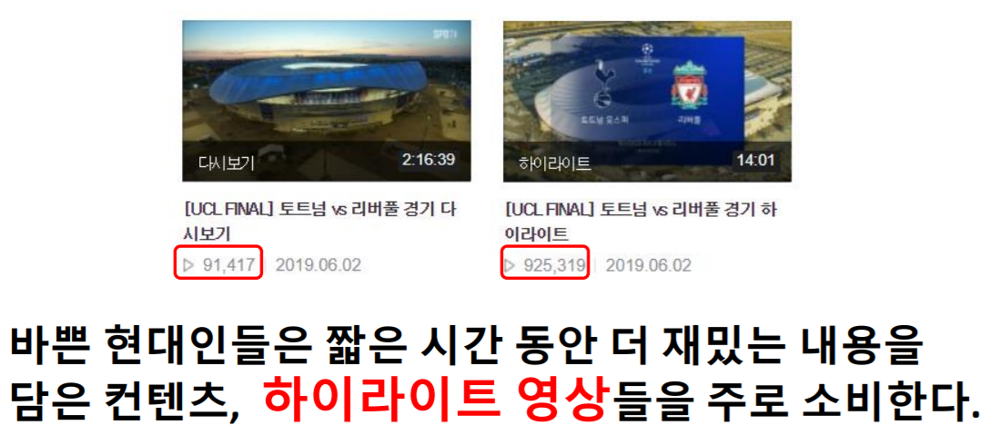 SPOTV
다시보기
2:16:39
토트넘 홋스퍼
리버풀
하이라이트
14:01
[UCL FINAL] 토트넘 vs 리버풀 경기 다
시보기
91,417
2019.06.02
[UCL FINAL] 토트넘 vs 리버풀 경기 하
이라이트
925,319
2019.06.02
바쁜 현대인들은 짧은 시간 동안 더 재밌는 내용을
담은 컨텐츠, 하이라이트 영상들을 주로 소비한다.